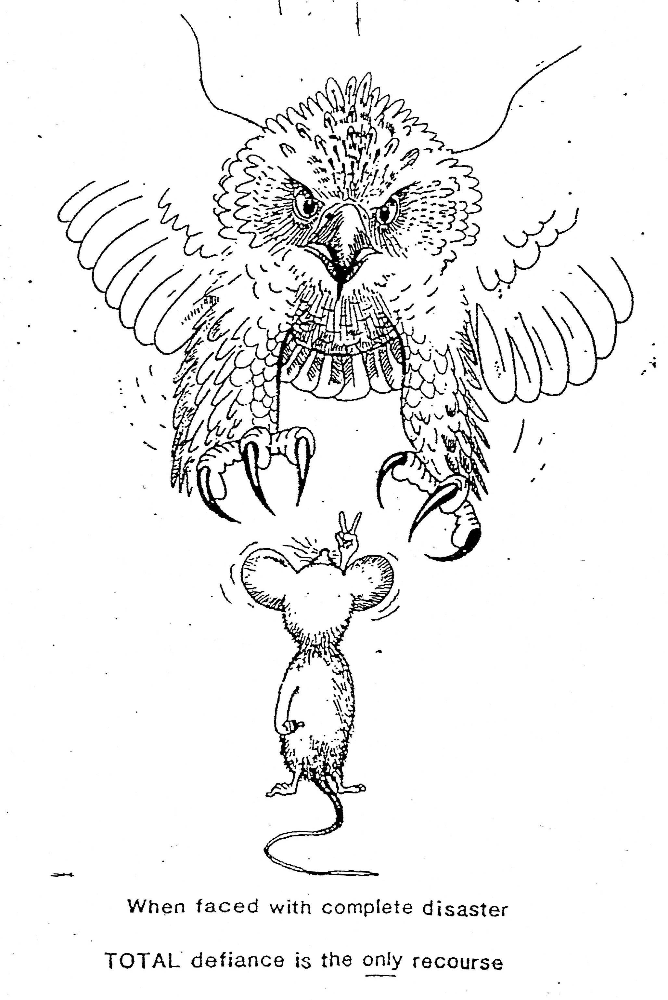 When faced with complete disaster
TOTAL defiance is the only recourse